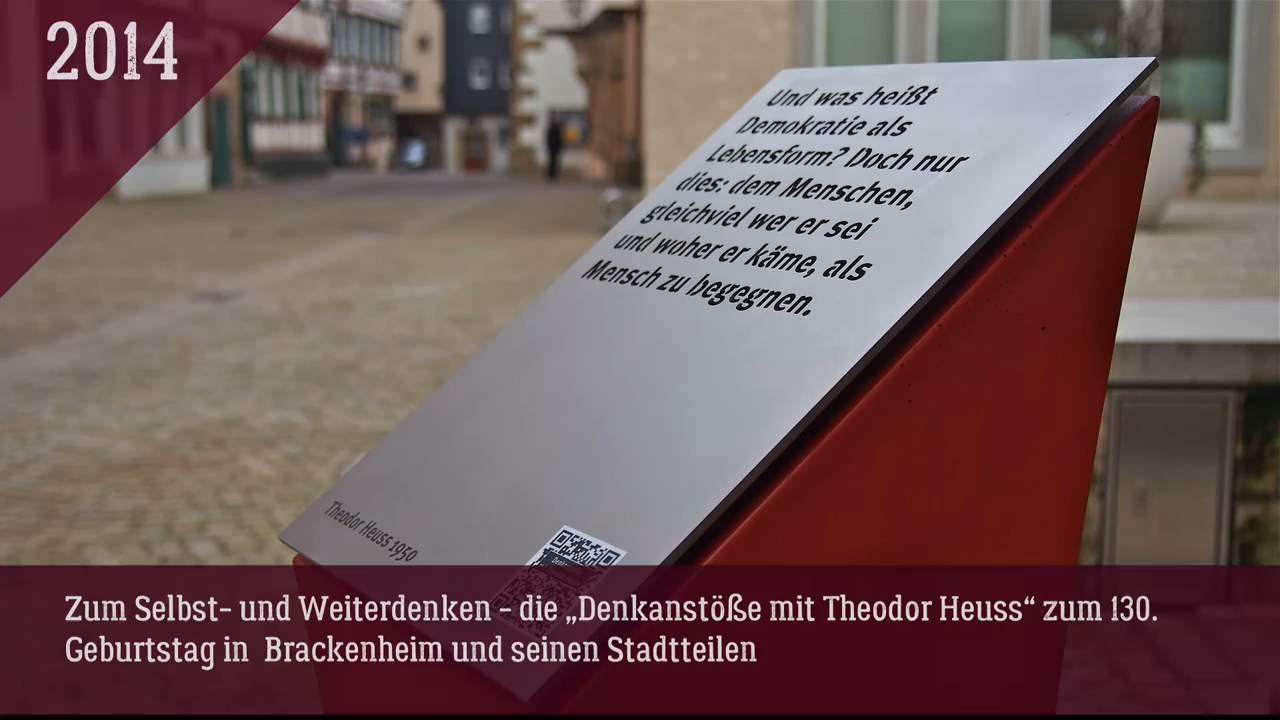 2014
Und was heißt
Demokratie als
Lebensform? Doch nur
dies: dem Menschen,
gleichviel wer er sei
und woher er käme, als
Mensch zu begegnen.
Theodor Heuss 1950
Zum Selbst- und Weiterdenken - die „Denkanstöße mit Theodor Heuss“ zum 130.
Geburtstag in Brackenheim und seinen Stadtteilen